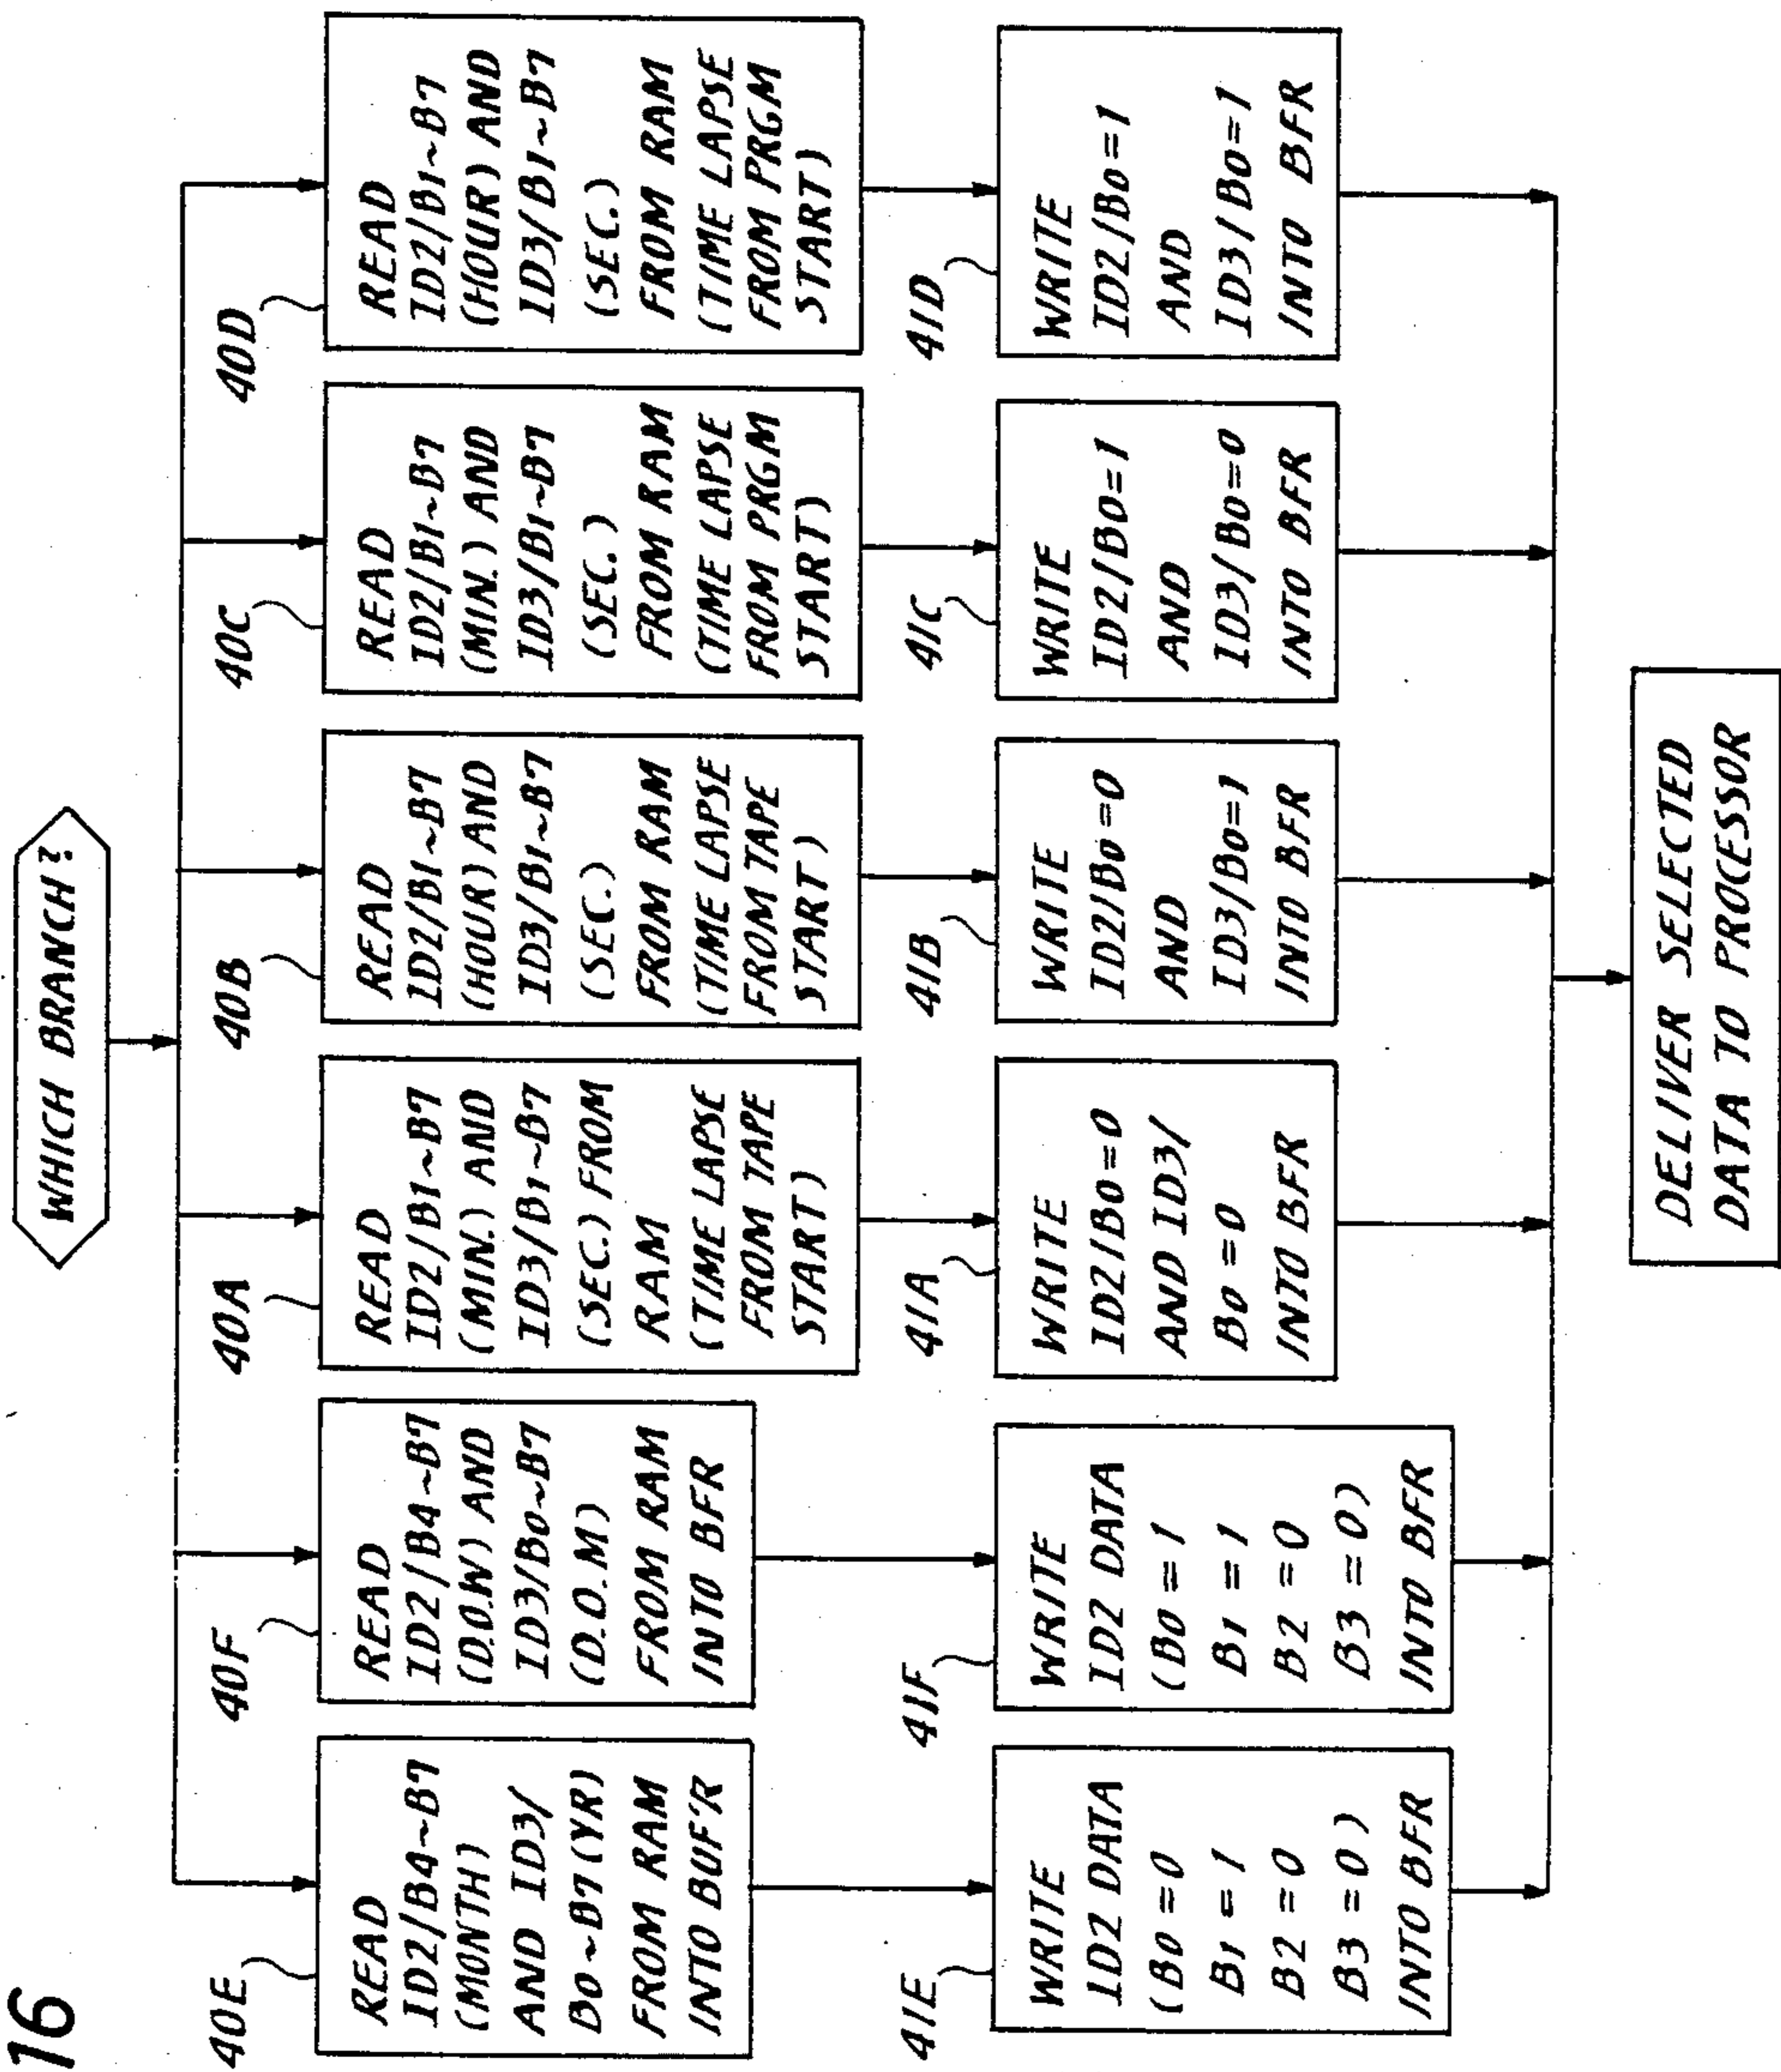 16
WHICH BRANCH?
40E
READ
ID2/B4~B7
(MONTH)
AND ID3/
B0~B7(YR)
FROM RAM
INTO BUF'R
40F
READ
ID2/B4~B7
(D.O.W) AND
ID3/B0~B7
(D.O.M)
FROM RAM
INTO BFR
40A
READ
ID2/B1~B7
(MIN.) AND
ID3/B1~B7
(SEC.) FROM
RAM
(TIME LAPSE
FROM TAPE
START)
40B
READ
ID2/B1~B7
(HOUR) AND
ID3/B1~B7
(SEC.)
FROM RAM
(TIME LAPSE
FROM TAPE
START)
40C
READ
ID2/B1~B7
(MIN.) AND
ID3/B1~B7
(SEC.)
FROM RAM
(TIME LAPSE
FROM PRGM
START)
40D
READ
ID2/B1~B7
(HOUR) AND
ID3/B1~B7
(SEC.)
FROM RAM
(TIME LAPSE
FROM PRGM
START)
41E
WRITE
ID2 DATA
(B0=0
B1=1
B2=0
B3=0)
INTO BFR
41F
WRITE
ID2 DATA
(B0=1
B1=1
B2=0
B3=0)
INTO BFR
41A
WRITE
ID2/B0=0
AND ID3/
B0=0
INTO BFR
41B
WRITE
ID2/B0=0
AND
ID3/B0=1
INTO BFR
41C
WRITE
ID2/B0=1
AND
ID3/B0=0
INTO BFR
41D
WRITE
ID2/B0=1
AND
ID3/B0=1
INTO BFR
DELIVER SELECTED
DATA TO PROCESSOR